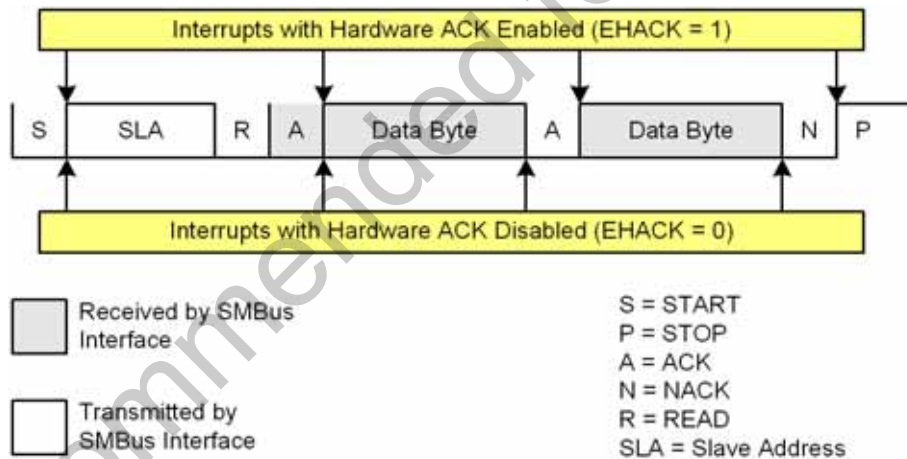 Interrupts with Hardware ACK Enabled (EHACK = 1)
S SLA R A Data Byte A Data Byte N P
Interrupts with Hardware ACK Disabled (EHACK = 0)
Received by SMBus
Interface
Transmitted by
SMBus Interface
S = START
P = STOP
A = ACK
N = NACK
R = READ
SLA = Slave Address